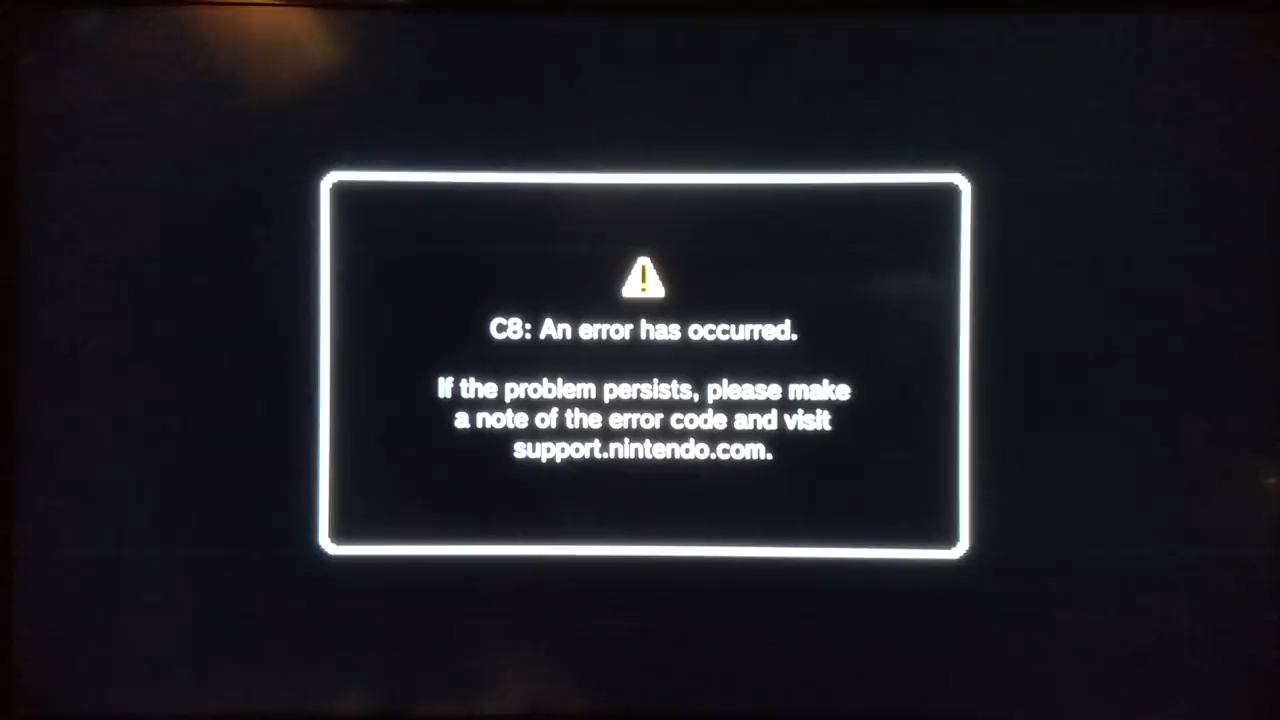 C8: An error has occurred.
If the problem persists, please make
a note of the error code and visit
support.nintendo.com.